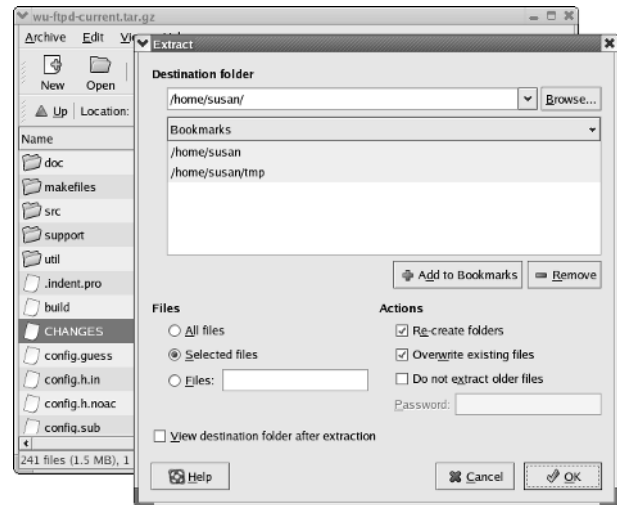 wu-ftpd-current.tar.gz
Archive Edit
Extract
New Open
Up Location:
Name
doc
makefiles
src
support
util
.indent.pro
build
CHANGES
config.guess
config.h.in
config.h.noac
config.sub
241 files (1.5 MB), 1
Destination folder
/home/susan/ Browse...
Bookmarks
/home/susan
/home/susan/tmp
Add to Bookmarks Remove
Files Actions
All files Re-create folders
Selected files Overwrite existing files
Files: Do not extract older files
Password:
View destination folder after extraction
Help Cancel OK